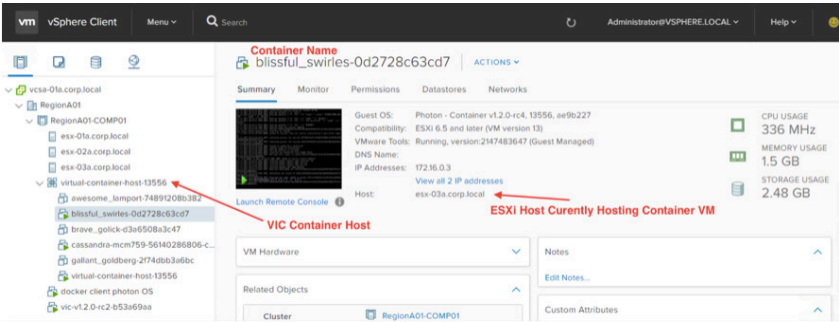 vm vSphere Client Menu Search Administrator@VSPHERE.LOCAL Help
Container Name
blissful_swirles-0d2728c63cd7 ACTIONS
Summary Monitor Permissions Datastores Networks
vcsa-01a.corp.local
RegionA01
RegionA01-COMP01
esx-01a.corp.local
esx-02a.corp.local
esx-03a.corp.local
virtual-container-host-13556
awesome_lamport-74891208b382
blissful_swirles-0d2728c63cd7
brave_golick-d3a6508a3c47
cassandra-mcm759-56140286806-c...
gallant_goldberg-2f74dbb3a6bc
virtual-container-host-13556
docker client photon OS
vic-v1.2.0-rc2-b53a69aa
Guest OS: Photon - Container v1.2.0-rc4, 13556, ae9b227
Compatibility: ESXi 6.5 and later (VM version 13)
VMware Tools: Running, version:2147483647 (Guest Managed)
DNS Name:
IP Addresses: 172.16.0.3
View all 2 IP addresses
Host: esx-03a.corp.local
Launch Remote Console
CPU USAGE
336 MHz
MEMORY USAGE
1.5 GB
STORAGE USAGE
2.48 GB
VIC Container Host
ESXi Host Curently Hosting Container VM
VM Hardware
Related Objects
Cluster RegionA01-COMP01
Notes
Edit Notes...
Custom Attributes